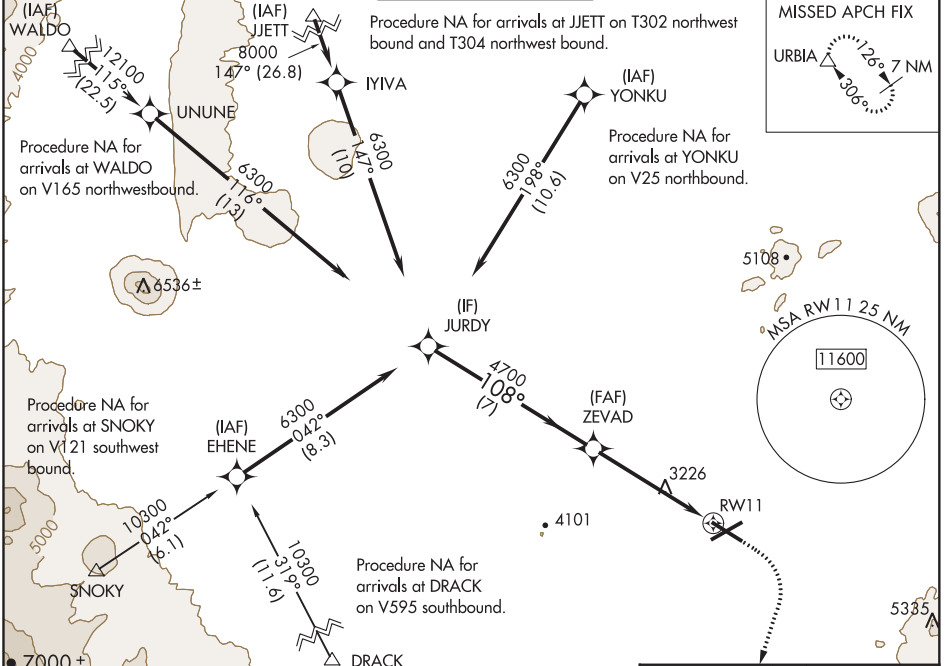 (IAF)
WALDO
12100
115°
(22.5)
UNUNE
4000
(IAF)
JJETT
8000
147° (26.8)
IYIVA
Procedure NA for arrivals at JJETT on T302 northwest
bound and T304 northwest bound.
MISSED APCH FIX
URBIA
126°
306°
7 NM
(IAF)
YONKU
Procedure NA for
arrivals at WALDO
on V165 northwestbound.
6300
116°
(13)
6300
147°
(10)
6300
198°
(10.6)
Procedure NA for
arrivals at YONKU
on V25 northbound.
6536±
5108
(IF)
JURDY
MSA RW11 25 NM
11600
4700
108°
(7)
(FAF)
ZEVAD
Procedure NA for
arrivals at SNOKY
on V121 southwest
bound.
(IAF)
EHENE
6300
042°
(8.3)
3226
RW11
4101
5000
10300
042°
(6.1)
SNOKY
10300
319°
(11.6)
Procedure NA for
arrivals at DRACK
on V595 southbound.
DRACK
5335
7000±